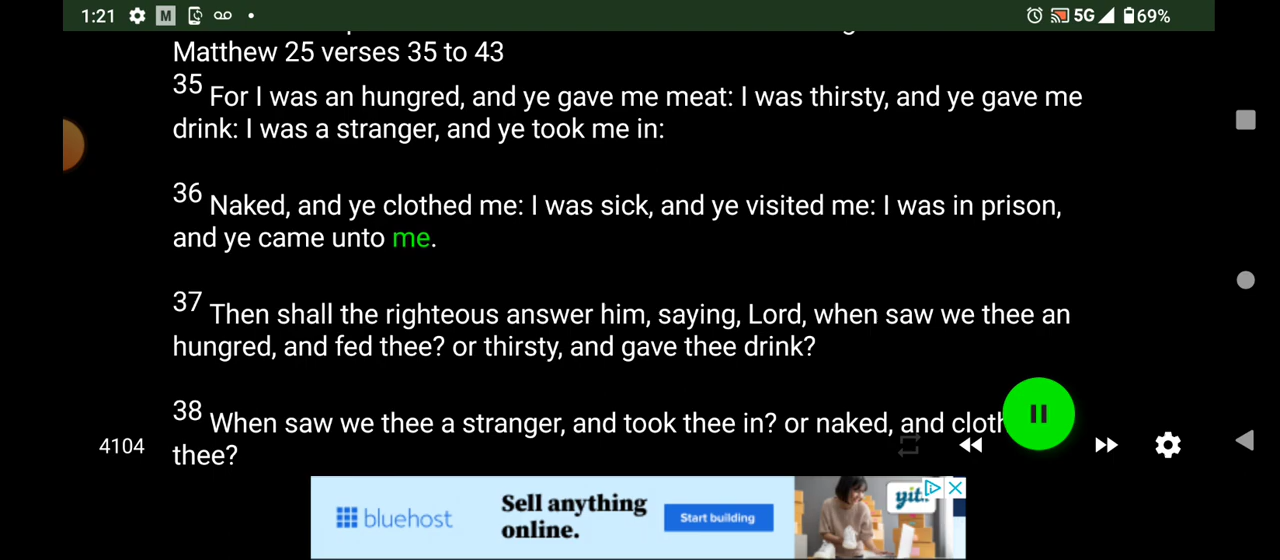 1:21 M 5G 69%
Matthew 25 verses 35 to 43
35 For I was an hungred, and ye gave me meat: I was thirsty, and ye gave me
drink: I was a stranger, and ye took me in:
36 Naked, and ye clothed me: I was sick, and ye visited me: I was in prison,
and ye came unto me.
37 Then shall the righteous answer him, saying, Lord, when saw we thee an
hungred, and fed thee? or thirsty, and gave thee drink?
38 When saw we thee a stranger, and took thee in? or naked, and cloth
thee?
4104
bluehost
Sell anything
online.
Start building
yit